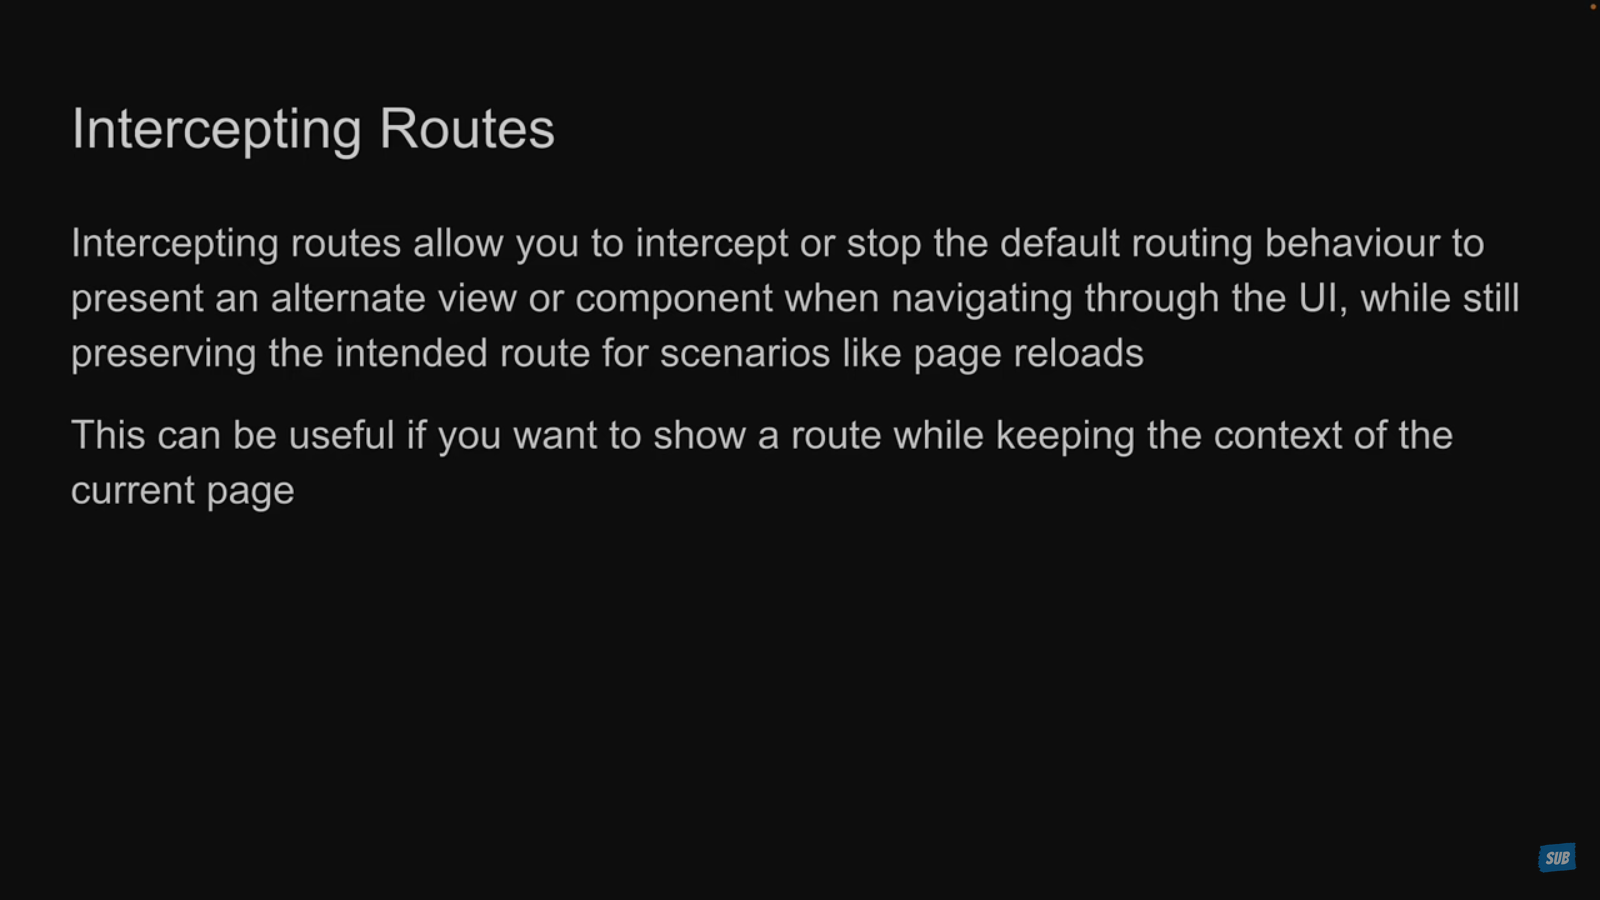 Intercepting Routes
Intercepting routes allow you to intercept or stop the default routing behaviour to
present an alternate view or component when navigating through the UI, while still
preserving the intended route for scenarios like page reloads
This can be useful if you want to show a route while keeping the context of the
current page
SUB